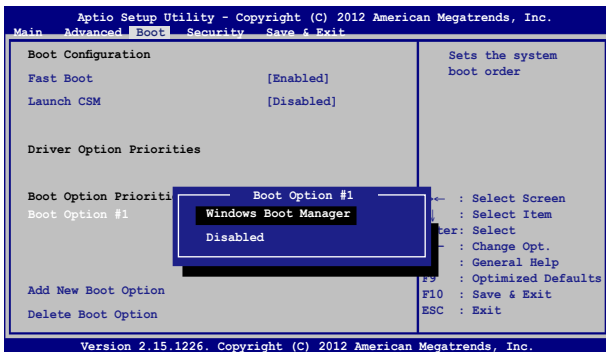 Aptio Setup Utility - Copyright (C) 2012 American Megatrends, Inc.
Main Advanced Boot Security Save & Exit
Boot Configuration
Fast Boot [Enabled]
Launch CSM [Disabled]
Driver Option Priorities
Boot Option Prioriti
Boot Option #1
Boot Option #1
Windows Boot Manager
Disabled
Add New Boot Option
Delete Boot Option
Sets the system
boot order
→← : Select Screen
: Select Item
ter: Select
— : Change Opt.
: General Help
F9 : Optimized Defaults
F10 : Save & Exit
ESC : Exit
Version 2.15.1226. Copyright (C) 2012 American Megatrends, Inc.